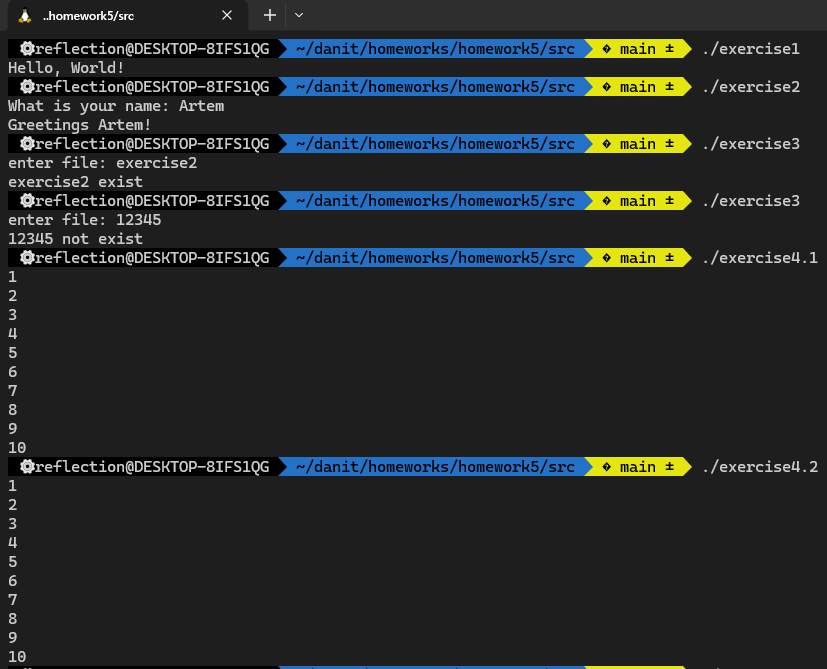 ..homework5/src
reflection@DESKTOP-8IFS1QG ~/danit/homeworks/homework5/src � main ± ./exercise1
Hello, World!
reflection@DESKTOP-8IFS1QG ~/danit/homeworks/homework5/src � main ± ./exercise2
What is your name: Artem
Greetings Artem!
reflection@DESKTOP-8IFS1QG ~/danit/homeworks/homework5/src � main ± ./exercise3
enter file: exercise2
exercise2 exist
reflection@DESKTOP-8IFS1QG ~/danit/homeworks/homework5/src � main ± ./exercise3
enter file: 12345
12345 not exist
reflection@DESKTOP-8IFS1QG ~/danit/homeworks/homework5/src � main ± ./exercise4.1
1
2
3
4
5
6
7
8
9
10
reflection@DESKTOP-8IFS1QG ~/danit/homeworks/homework5/src � main ± ./exercise4.2
1
2
3
4
5
6
7
8
9
10